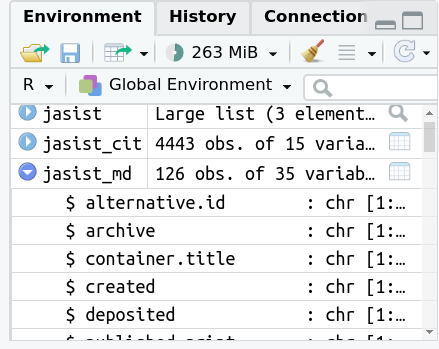 Environment History Connection
263 MiB
R Global Environment
jasist Large list (3 element…
jasist_cit 4443 obs. of 15 varia…
jasist_md 126 obs. of 35 variab…
$ alternative.id : chr [1:…
$ archive : chr [1:…
$ container.title : chr [1:…
$ created : chr [1:…
$ deposited : chr [1:…